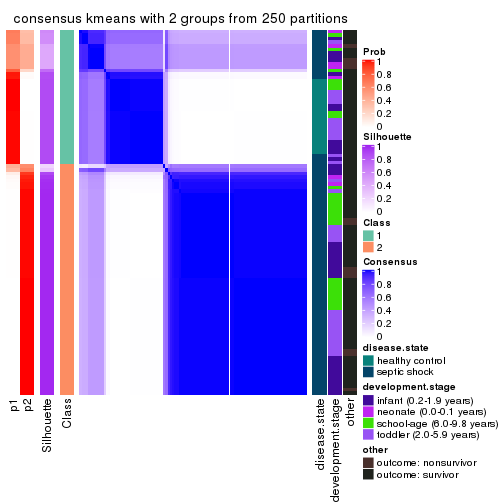 consensus kmeans with 2 groups from 250 partitions
Prob
1
0.8
0.6
0.4
0.2
0
Silhouette
1
0.8
0.6
0.4
0.2
0
Class
1
2
Consensus
1
0.8
0.6
0.4
0.2
0
disease.state
healthy control
septic shock
development.stage
infant (0.2-1.9 years)
neonate (0.0-0.1 years)
school-age (6.0-9.8 years)
toddler (2.0-5.9 years)
other
outcome: nonsurvivor
outcome: survivor
p1
p2
Silhouette
Class
disease.state
development.stage
other